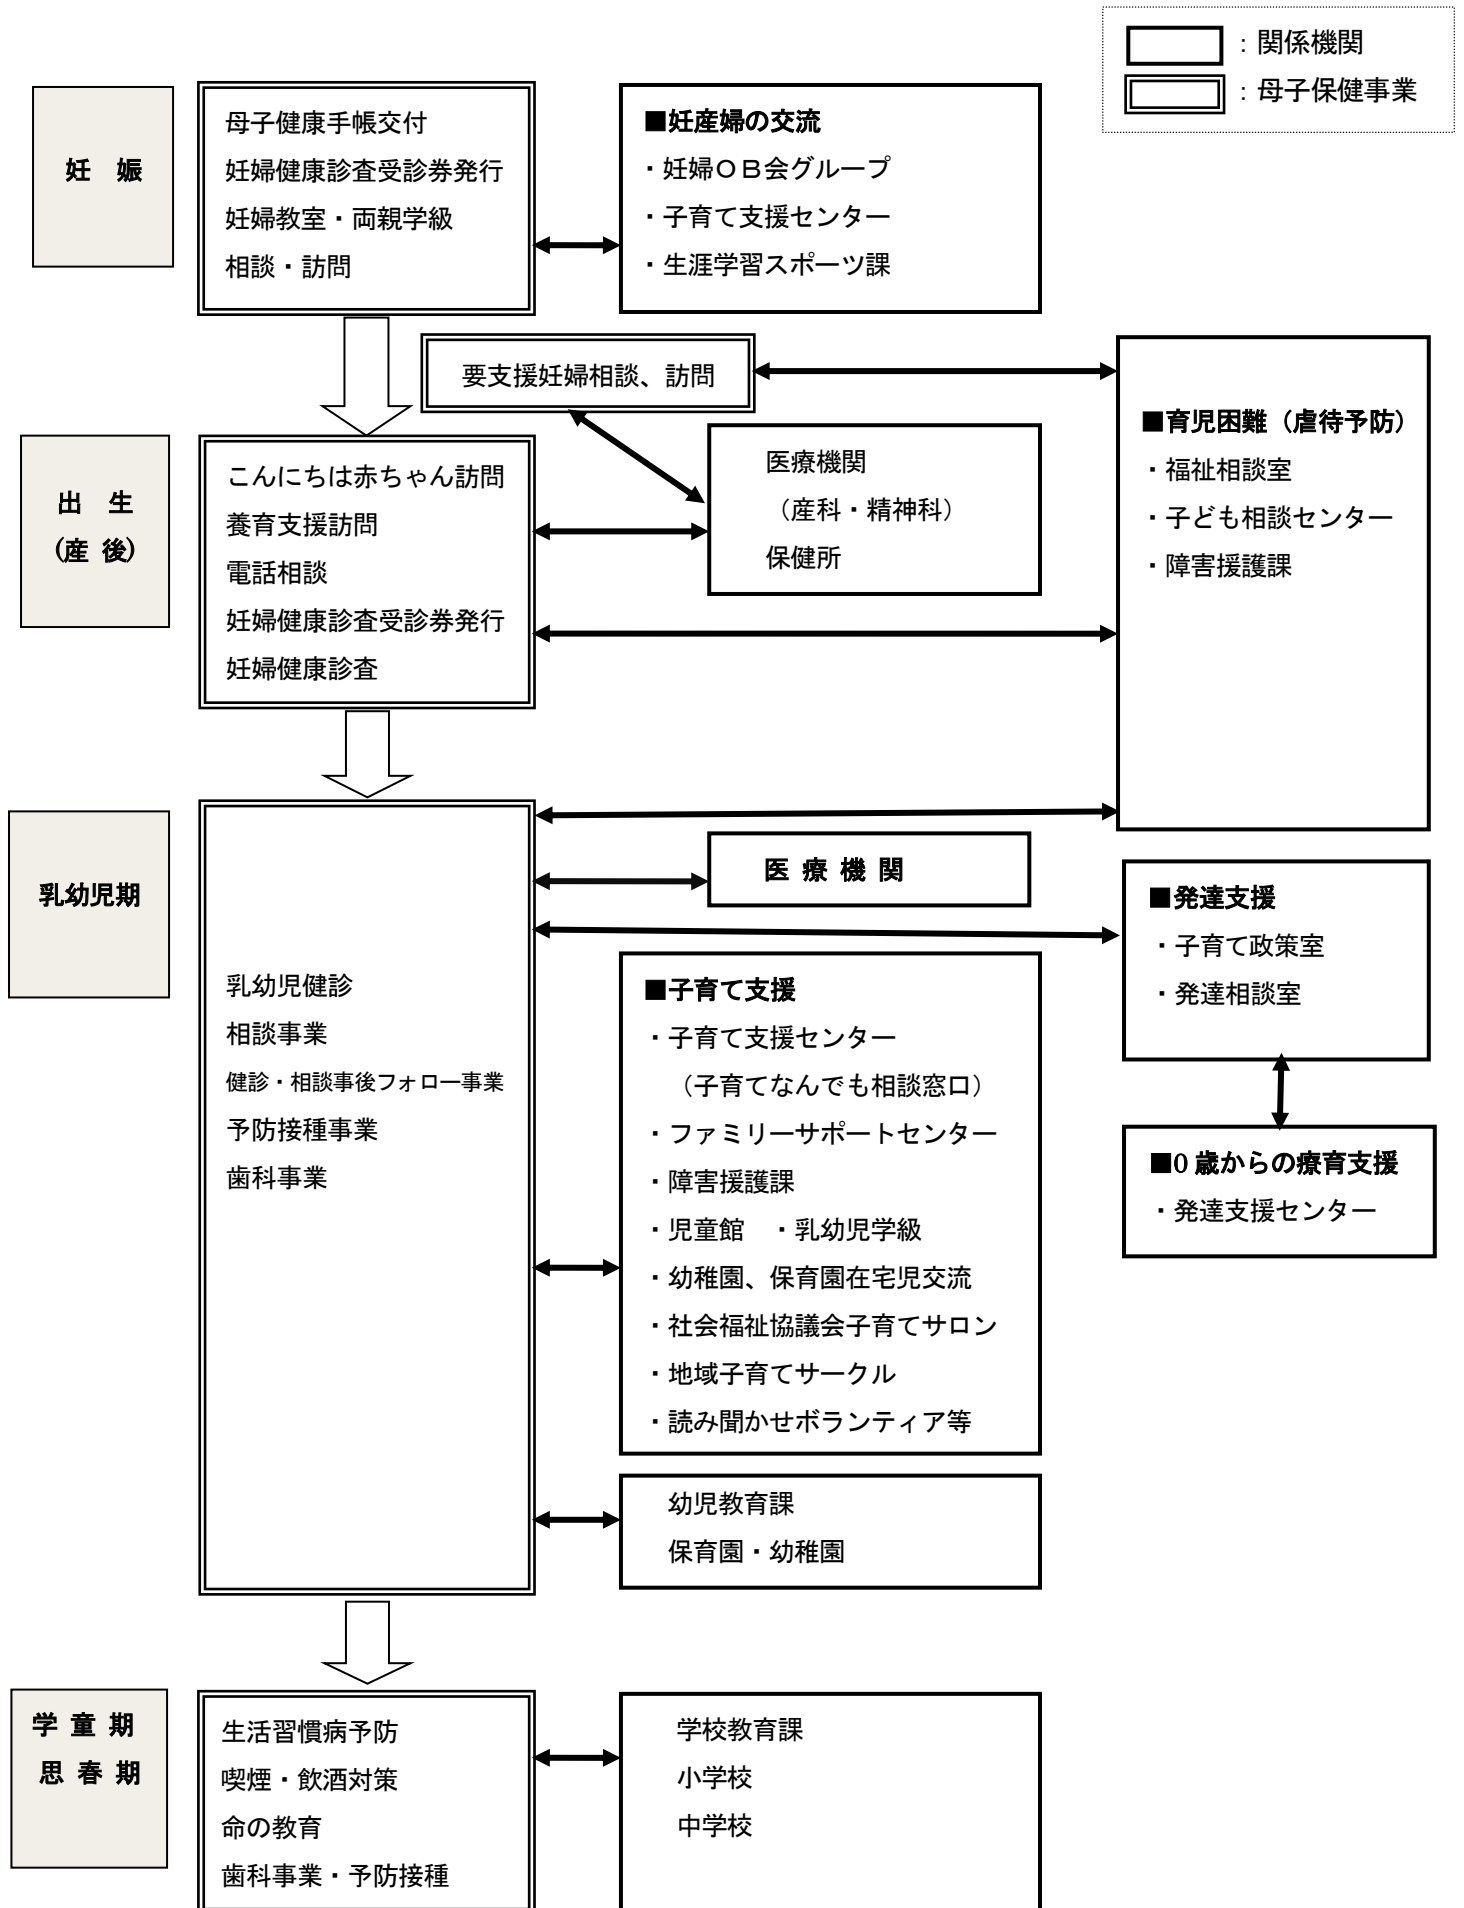 ：関係機関
：母子保健事業
妊　娠
母子健康手帳交付
妊婦健康診査受診券発行
妊婦教室・両親学級
相談・訪問
■妊産婦の交流
・妊婦ＯＢ会グループ
・子育て支援センター
・生涯学習スポーツ課
要支援妊婦相談、訪問
■育児困難（虐待予防）
・福祉相談室
・子ども相談センター
・障害援護課
出　生
(産 後)
こんにちは赤ちゃん訪問
養育支援訪問
電話相談
妊婦健康診査受診券発行
妊婦健康診査
医療機関
（産科・精神科）
保健所
乳幼児期
乳幼児健診
相談事業
健診・相談事後フォロー事業
予防接種事業
歯科事業
医 療 機 関
■発達支援
・子育て政策室
・発達相談室
■0 歳からの療育支援
・発達支援センター
■子育て支援
・子育て支援センター
（子育てなんでも相談窓口）
・ファミリーサポートセンター
・障害援護課
・児童館　・乳幼児学級
・幼稚園、保育園在宅児交流
・社会福祉協議会子育てサロン
・地域子育てサークル
・読み聞かせボランティア等
幼児教育課
保育園・幼稚園
学 童 期
思 春 期
生活習慣病予防
喫煙・飲酒対策
命の教育
歯科事業・予防接種
学校教育課
小学校
中学校